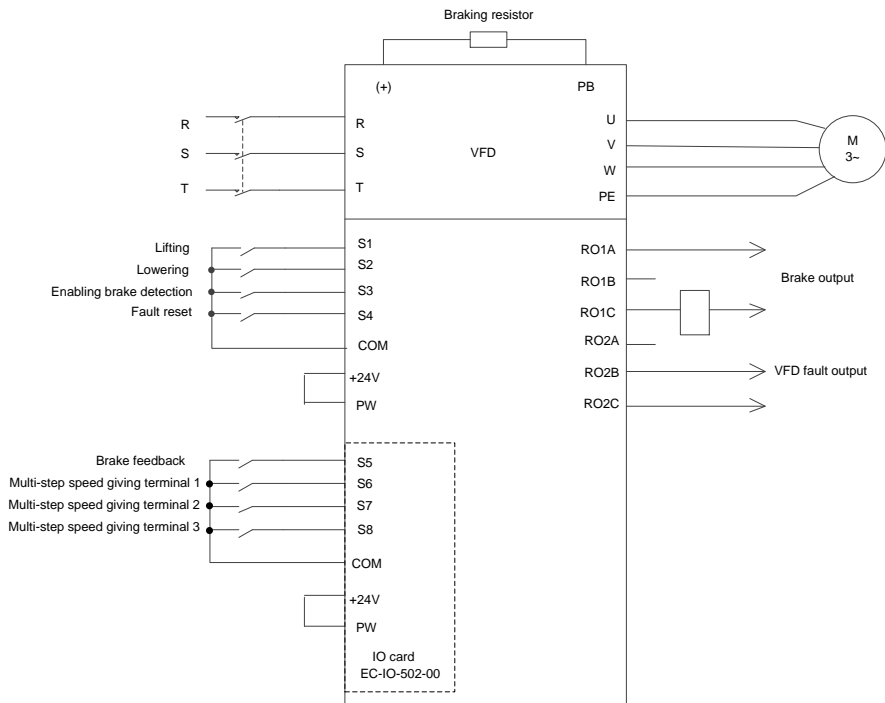 Braking resistor
(+)
PB
R
S
T
R
S
T
VFD
U
V
W
PE
M
3~
Lifting
Lowering
Enabling brake detection
Fault reset
S1
S2
S3
S4
COM
+24V
PW
RO1A
RO1B
RO1C
RO2A
RO2B
RO2C
Brake output
VFD fault output
Brake feedback
Multi-step speed giving terminal 1
Multi-step speed giving terminal 2
Multi-step speed giving terminal 3
S5
S6
S7
S8
COM
+24V
PW
IO card
EC-IO-502-00